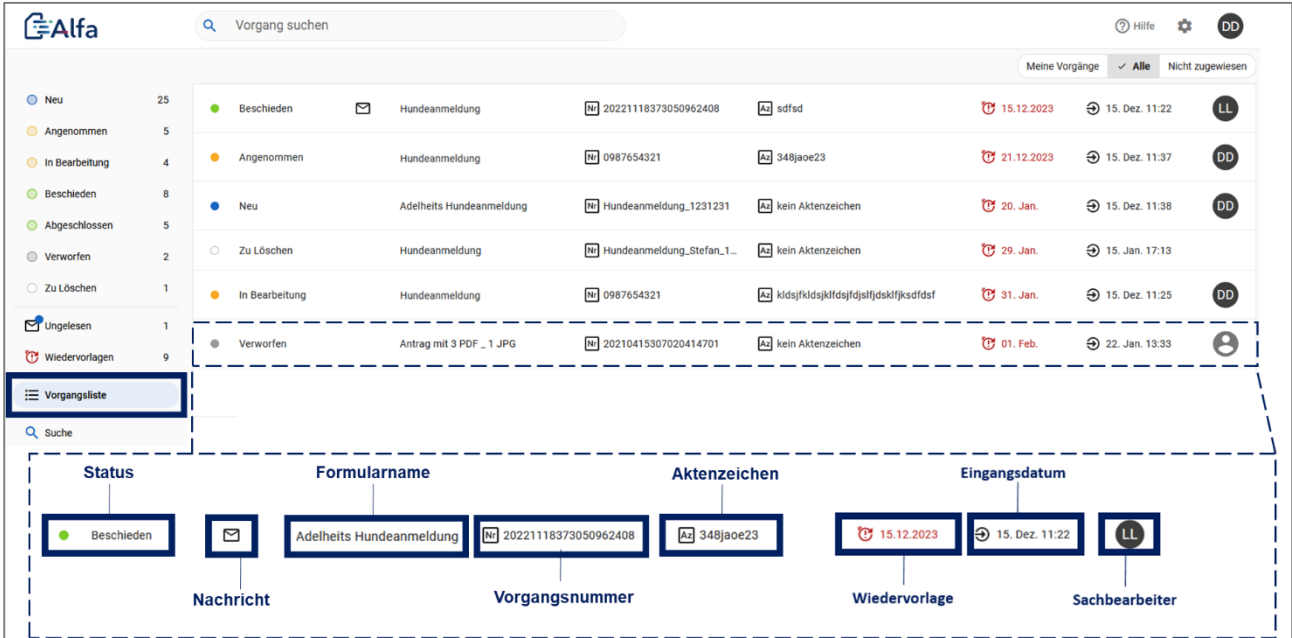 Alfa
Vorgang suchen
Hilfe
DD
Meine Vorgänge Alle Nicht zugewiesen
Neu 25
Angenommen 5
In Bearbeitung 4
Beschieden 8
Abgeschlossen 5
Verworfen 2
Zu Löschen 1
Ungelesen 1
Wiedervorlagen 9
Vorgangsliste
Suche
Beschieden Hundeanmeldung Nr 20221118373050962408 Az sdfsd 15.12.2023 15. Dez. 11:22 LL
Angenommen Hundeanmeldung Nr 0987654321 Az 348jaoe23 21.12.2023 15. Dez. 11:37 DD
Neu Adelheits Hundeanmeldung Nr Hundeanmeldung_1231231 Az kein Aktenzeichen 20. Jan. 15. Dez. 11:38 DD
Zu Löschen Hundeanmeldung Nr Hundeanmeldung_Stefan_1... Az kein Aktenzeichen 29. Jan. 15. Jan. 17:13
In Bearbeitung Hundeanmeldung Nr 0987654321 Az kldsjfkldsjklfdsjfdjslfjdsklfjksdfdsf 31. Jan. 15. Dez. 11:25 DD
Verworfen Antrag mit 3 PDF _ 1 JPG Nr 20210415307020414701 Az kein Aktenzeichen 01. Feb. 22. Jan. 13:33
Status Formularname Aktenzeichen Eingangsdatum
Beschieden Adelheits Hundeanmeldung Nr 20221118373050962408 Az 348jaoe23 15.12.2023 15. Dez. 11:22 LL
Nachricht Vorgangsnummer Wiedervorlage Sachbearbeiter